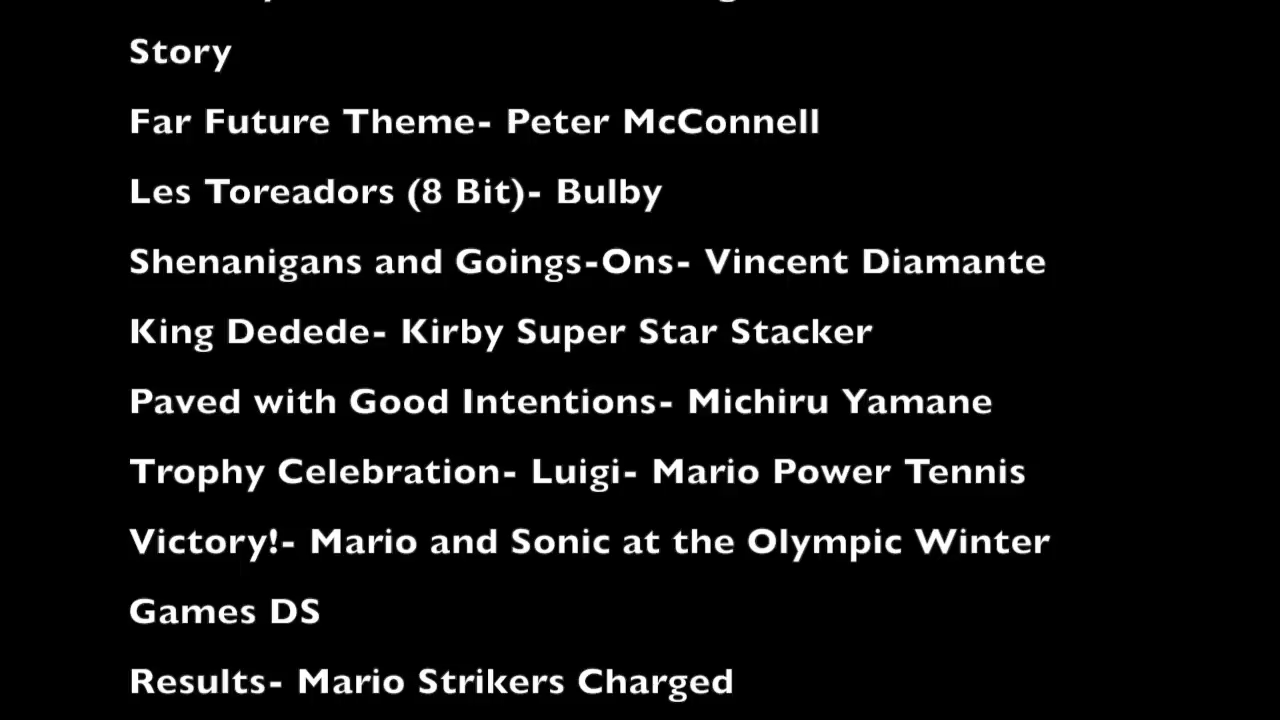 Story
Far Future Theme- Peter McConnell
Les Toreadors (8 Bit)- Bulby
Shenanigans and Goings-Ons- Vincent Diamante
King Dedede- Kirby Super Star Stacker
Paved with Good Intentions- Michiru Yamane
Trophy Celebration- Luigi- Mario Power Tennis
Victory!- Mario and Sonic at the Olympic Winter
Games DS
Results- Mario Strikers Charged